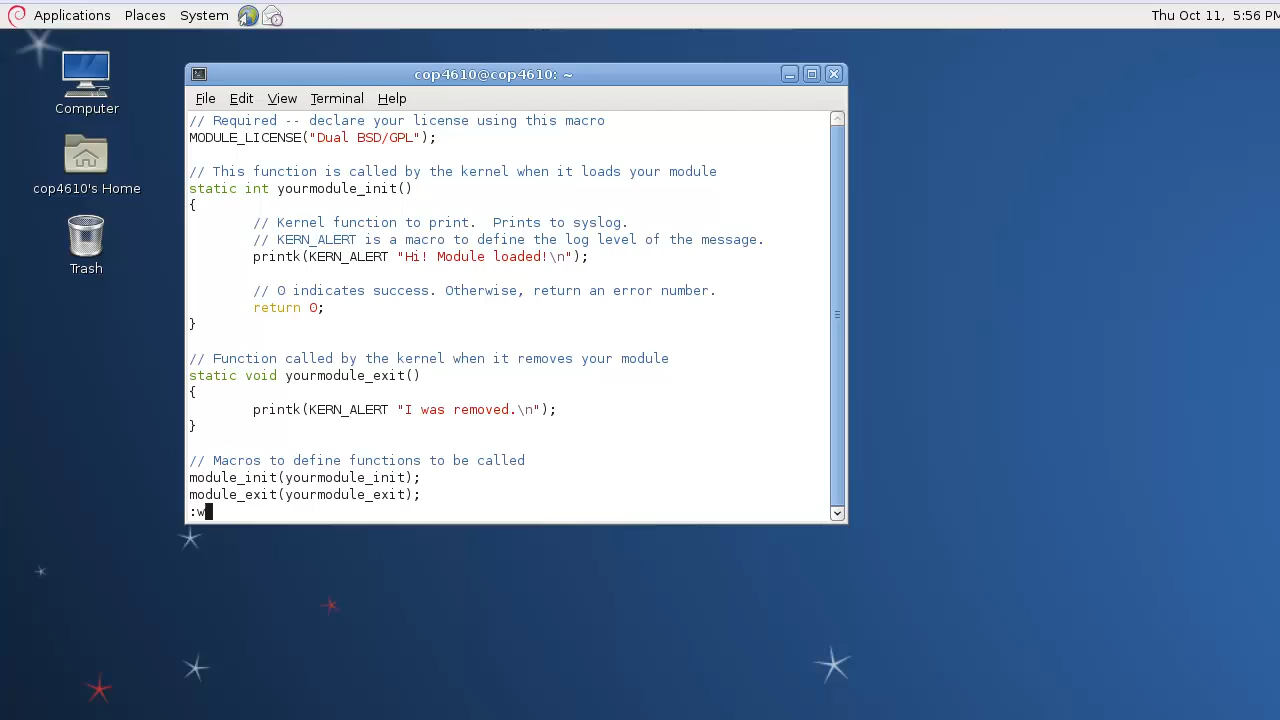 Applications Places System Thu Oct 11, 5:56 PM
Computer
cop4610's Home
Trash
cop4610@cop4610: ~
File Edit View Terminal Help
// Required -- declare your license using this macro
MODULE_LICENSE("Dual BSD/GPL");
// This function is called by the kernel when it loads your module
static int yourmodule_init()
{
// Kernel function to print.  Prints to syslog.
// KERN_ALERT is a macro to define the log level of the message.
printk(KERN_ALERT "Hi! Module loaded!\n");
// 0 indicates success. Otherwise, return an error number.
return 0;
}
// Function called by the kernel when it removes your module
static void yourmodule_exit()
{
printk(KERN_ALERT "I was removed.\n");
}
// Macros to define functions to be called
module_init(yourmodule_init);
module_exit(yourmodule_exit);
:w